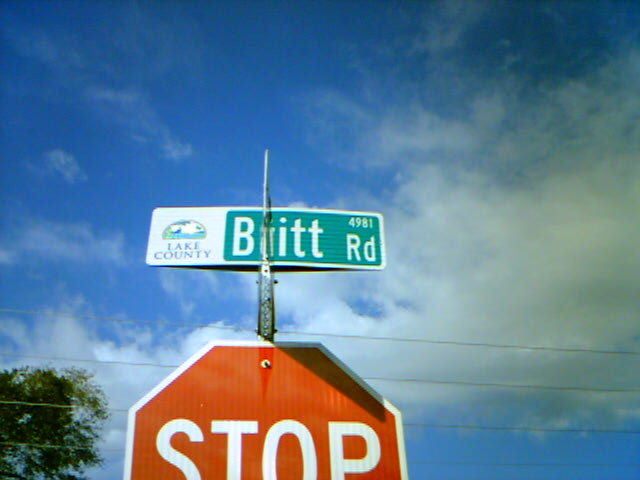 LAKE
COUNTY
Britt Rd
4981
STOP